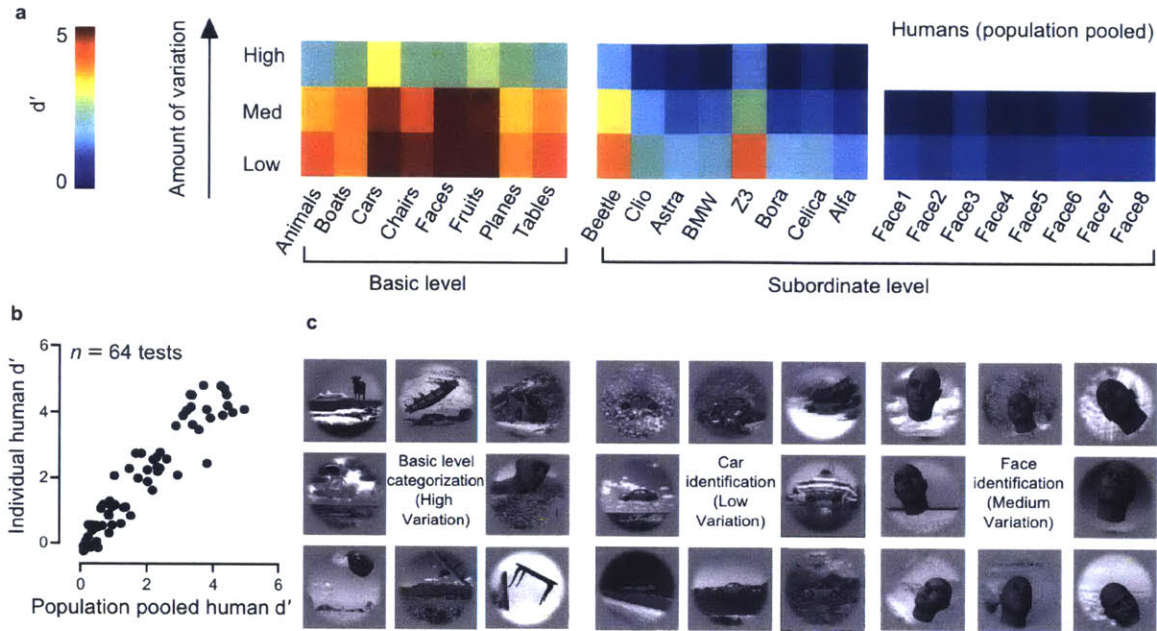 a
5
d′
0
Amount of variation
High
Med
Low
Humans (population pooled)
Animals
Boats
Cars
Chairs
Faces
Fruits
Planes
Tables
Beetle
Clio
Astra
BMW
Z3
Bora
Celica
Alfa
Face1
Face2
Face3
Face4
Face5
Face6
Face7
Face8
Basic level
Subordinate level
b
n = 64 tests
6
4
2
0
Individual human d′
0
2
4
6
Population pooled human d′
c
Basic level
categorization
(High
Variation)
Car
identification
(Low
Variation)
Face
identification
(Medium
Variation)